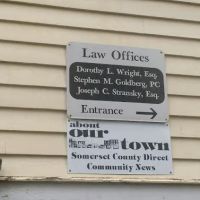 Law Offices
Dorothy L. Wright, Esq.
Stephen M. Goldberg, PC
Joseph C. Stransky, Esq.
Entrance
about
our
town
Somerset County Direct
Community News